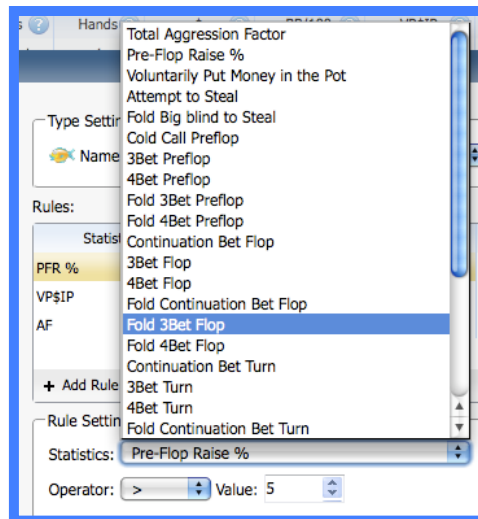 s ? Hands
Total Aggression Factor
Pre-Flop Raise %
Voluntarily Put Money in the Pot
Attempt to Steal
Fold Big blind to Steal
Cold Call Preflop
3Bet Preflop
4Bet Preflop
Fold 3Bet Preflop
Fold 4Bet Preflop
Continuation Bet Flop
3Bet Flop
4Bet Flop
Fold Continuation Bet Flop
Fold 3Bet Flop
Fold 4Bet Flop
Continuation Bet Turn
3Bet Turn
4Bet Turn
Fold Continuation Bet Turn
Type Settin
Name
Rules:
Statist
PFR %
VP$IP
AF
+ Add Rule
Rule Settin
Statistics: Pre-Flop Raise %
Operator: > Value: 5